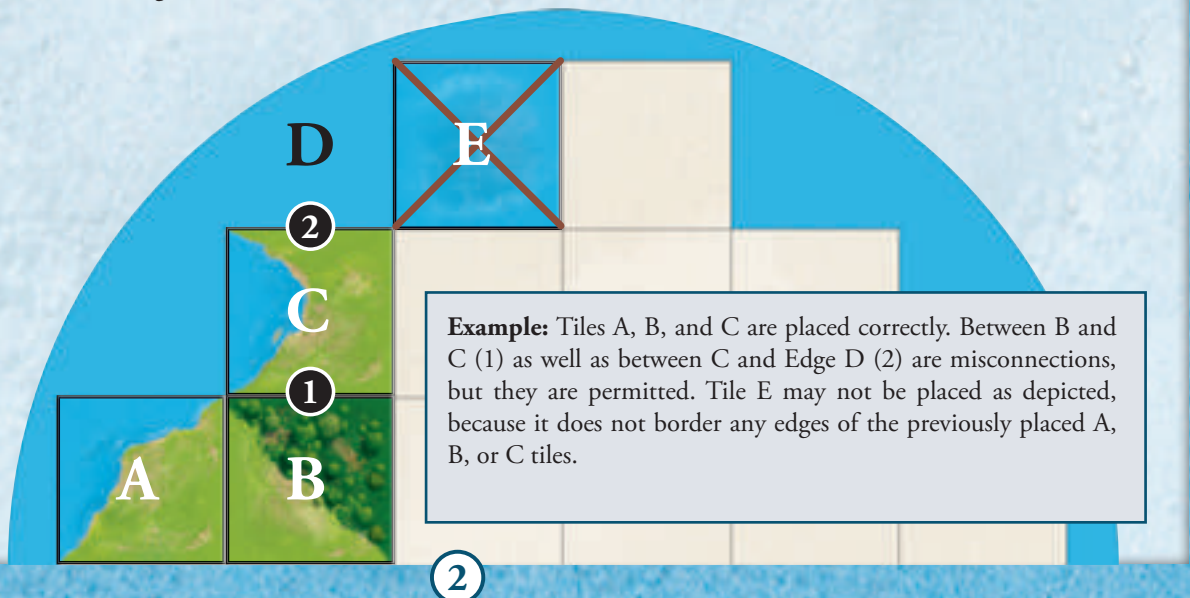 D
E
2
C
1
A
B
Example: Tiles A, B, and C are placed correctly. Between B and
C (1) as well as between C and Edge D (2) are misconnections,
but they are permitted. Tile E may not be placed as depicted,
because it does not border any edges of the previously placed A,
B, or C tiles.
2